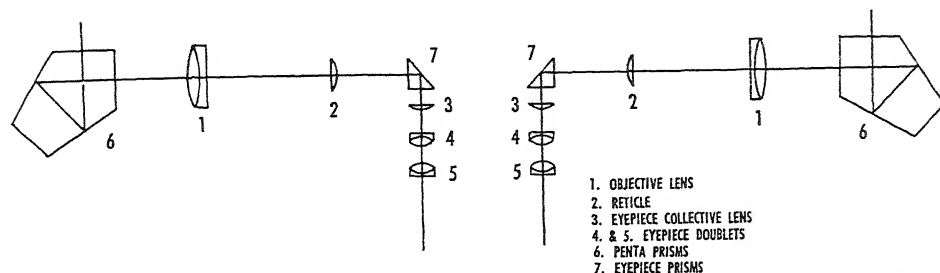 7
7
3
3
2
2
1
1
4
4
6
6
5
5
1. OBJECTIVE LENS
2. RETICLE
3. EYEPIECE COLLECTIVE LENS
4. & 5. EYEPIECE DOUBLETS
6. PENTA PRISMS
7. EYEPIECE PRISMS